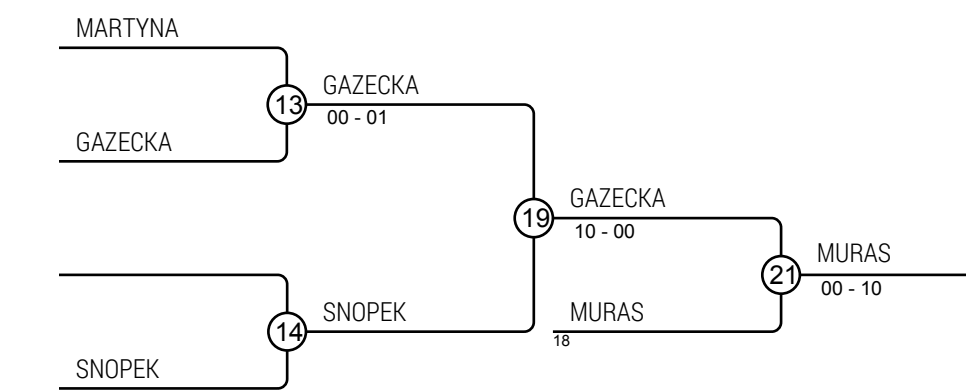 MARTYNA
13
GAZECKA
00 - 01
GAZECKA
19
GAZECKA
10 - 00
21
MURAS
00 - 10
14
SNOPEK
MURAS
18
SNOPEK